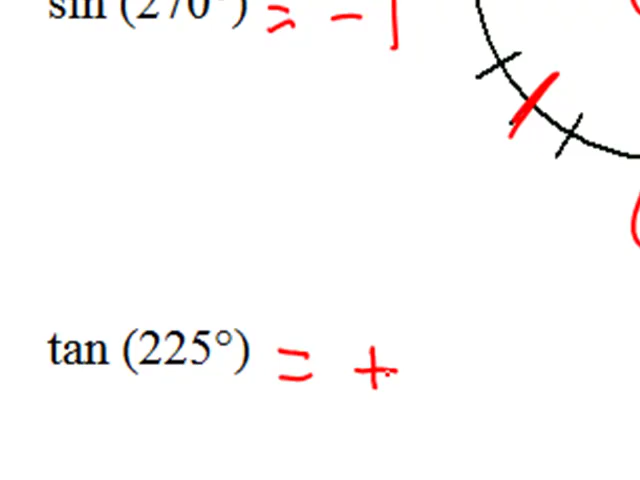 sin (270°) = -1
tan (225°) = +